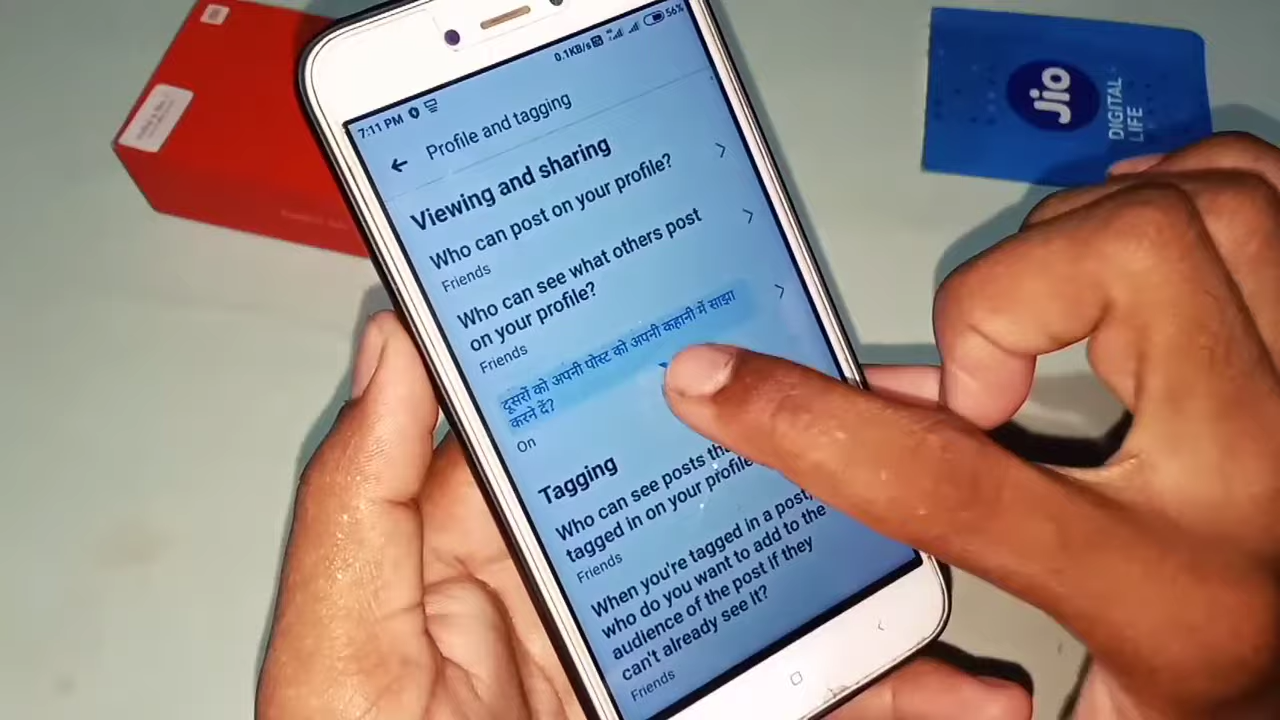 7:11 PM
0.1KB/s
56%
Profile and tagging
Viewing and sharing
Who can post on your profile?
Friends
Who can see what others post
on your profile?
Friends
दूसरों को अपनी पोस्ट को अपनी कहानी में साझा
करने दें?
On
Tagging
Who can see posts
tagged in on your profile
Friends
When you're tagged in a post,
who do you want to add to the
audience of the post if they
can't already see it?
Friends
Jio
DIGITAL
LIFE